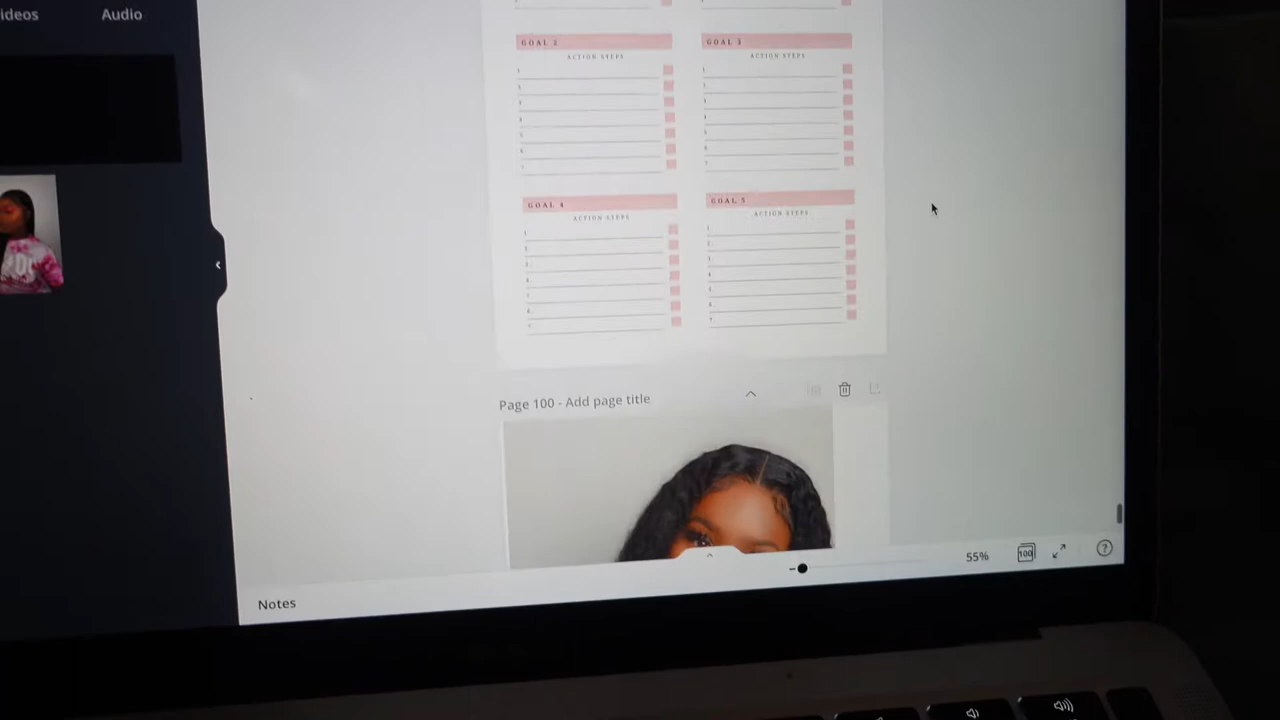 ideos Audio
GOAL 2 GOAL 3
ACTION STEPS ACTION STEPS
GOAL 4 GOAL 5
ACTION STEPS ACTION STEPS
Page 100 - Add page title
55% 100 ?
Notes